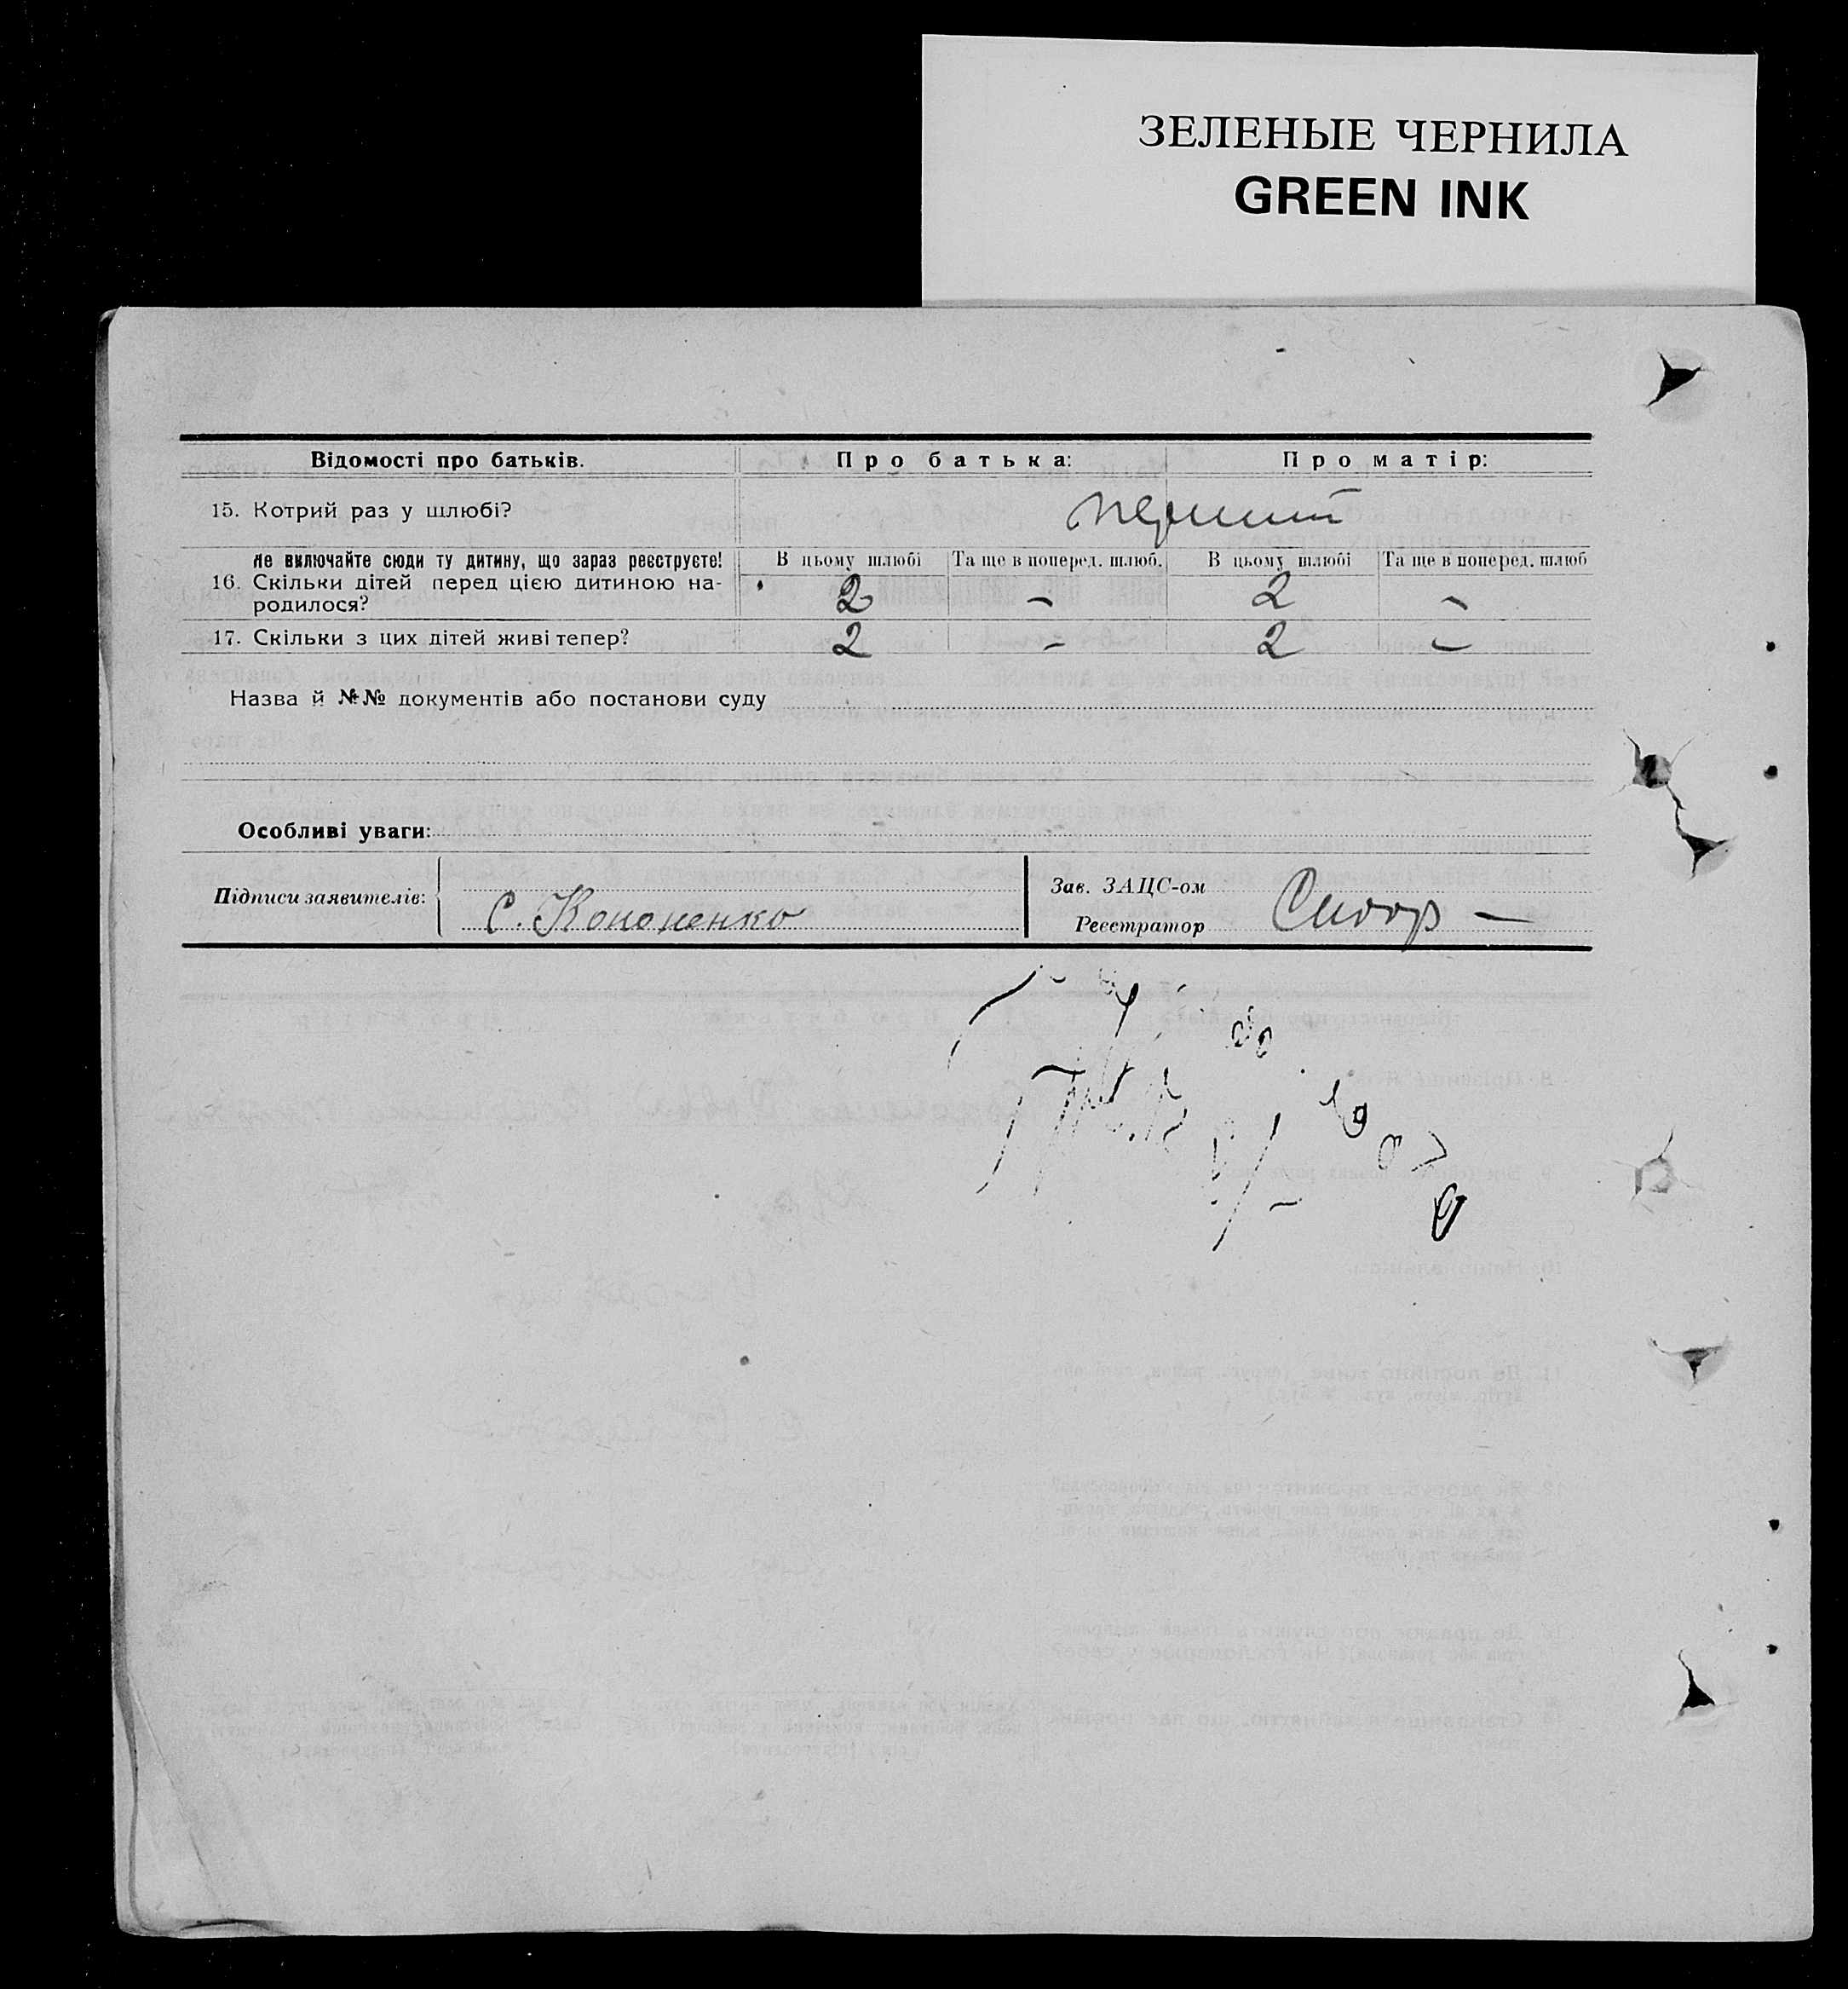 ЗЕЛЕНЫЕ ЧЕРНИЛА
GREEN INK
Відомості про батьків. Про батька: Про матір:
15. Котрий раз у шлюбі? перший
Не включайте сюди ту дитину, що зараз реєструєте! В цьому шлюбі Та ще в поперед. шлюб. В цьому шлюбі Та ще в поперед. шлюб
16. Скільки дітей перед цією дитиною на-
родилося? 2 – 2 –
17. Скільки з цих дітей живі тепер? 2 – 2 –
Назва й №№ документів або постанови суду
Особливі уваги:
Підписи заявителів: С. Кононенко
Зав. ЗАЦС-ом
Реєстратор